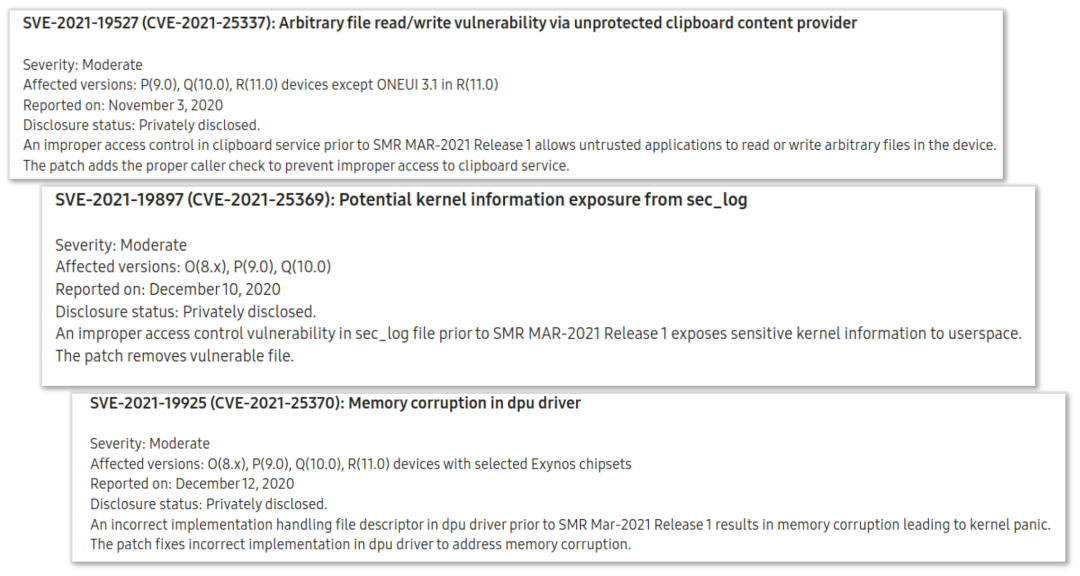 SVE-2021-19527 (CVE-2021-25337): Arbitrary file read/write vulnerability via unprotected clipboard content provider
Severity: Moderate
Affected versions: P(9.0), Q(10.0), R(11.0) devices except ONEUI 3.1 in R(11.0)
Reported on: November 3, 2020
Disclosure status: Privately disclosed.
An improper access control in clipboard service prior to SMR MAR-2021 Release 1 allows untrusted applications to read or write arbitrary files in the device.
The patch adds the proper caller check to prevent improper access to clipboard service.
SVE-2021-19897 (CVE-2021-25369): Potential kernel information exposure from sec_log
Severity: Moderate
Affected versions: O(8.x), P(9.0), Q(10.0)
Reported on: December 10, 2020
Disclosure status: Privately disclosed.
An improper access control vulnerability in sec_log file prior to SMR MAR-2021 Release 1 exposes sensitive kernel information to userspace.
The patch removes vulnerable file.
SVE-2021-19925 (CVE-2021-25370): Memory corruption in dpu driver
Severity: Moderate
Affected versions: O(8.x), P(9.0), Q(10.0), R(11.0) devices with selected Exynos chipsets
Reported on: December 12, 2020
Disclosure status: Privately disclosed.
An incorrect implementation handling file descriptor in dpu driver prior to SMR Mar-2021 Release 1 results in memory corruption leading to kernel panic.
The patch fixes incorrect implementation in dpu driver to address memory corruption.